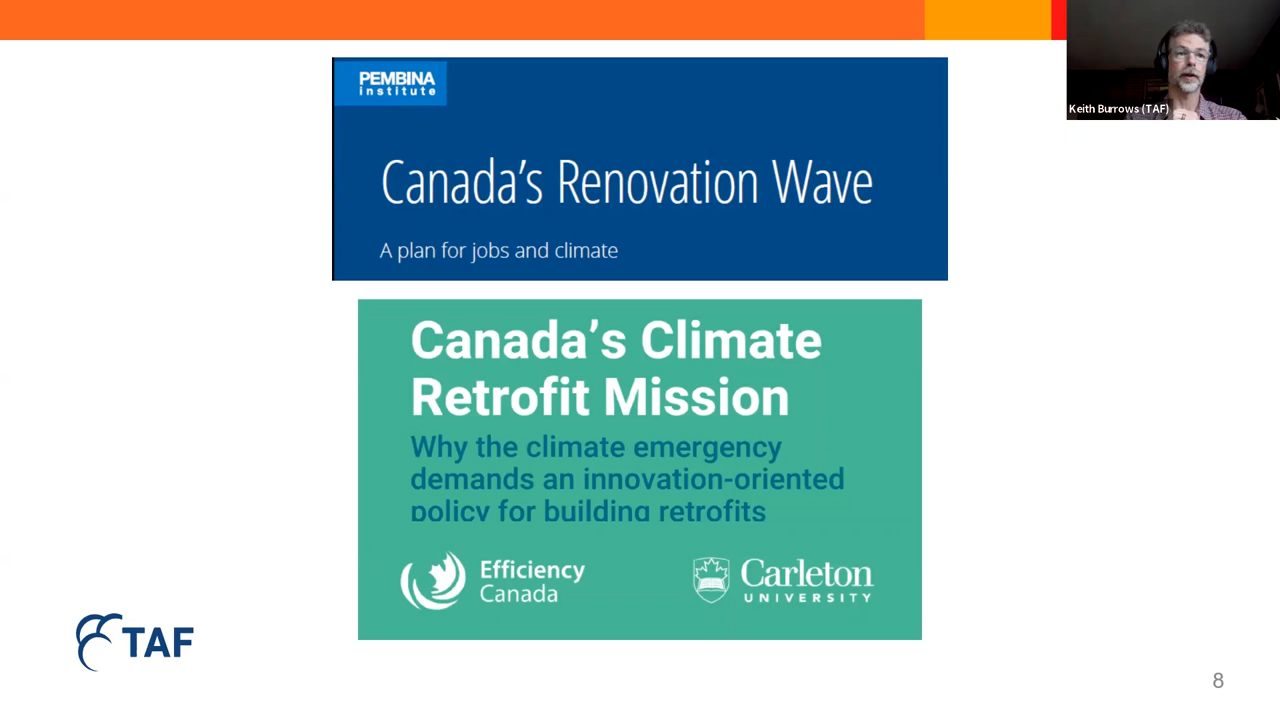 Keith Burrows (TAF)
PEMBINA
institute
Canada's Renovation Wave
A plan for jobs and climate
Canada's Climate
Retrofit Mission
Why the climate emergency
demands an innovation-oriented
policy for building retrofits
Efficiency
Canada
Carleton
UNIVERSITY
TAF
8